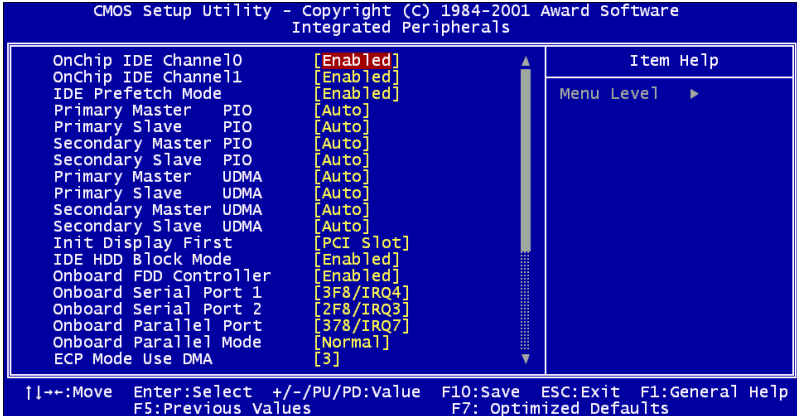 CMOS Setup Utility – Copyright (C) 1984-2001 Award Software
Integrated Peripherals
OnChip IDE Channel0 [Enabled]
OnChip IDE Channel1 [Enabled]
IDE Prefetch Mode [Enabled]
Primary Master PIO [Auto]
Primary Slave PIO [Auto]
Secondary Master PIO [Auto]
Secondary Slave PIO [Auto]
Primary Master UDMA [Auto]
Primary Slave UDMA [Auto]
Secondary Master UDMA [Auto]
Secondary Slave UDMA [Auto]
Init Display First [PCI Slot]
IDE HDD Block Mode [Enabled]
Onboard FDD Controller [Enabled]
Onboard Serial Port 1 [3F8/IRQ4]
Onboard Serial Port 2 [2F8/IRQ3]
Onboard Parallel Port [378/IRQ7]
Onboard Parallel Mode [Normal]
ECP Mode Use DMA [3]
Item Help
Menu Level ►
↑↓→←:Move Enter:Select +/-/PU/PD:Value F10:Save ESC:Exit F1:General Help
F5:Previous Values F7: Optimized Defaults